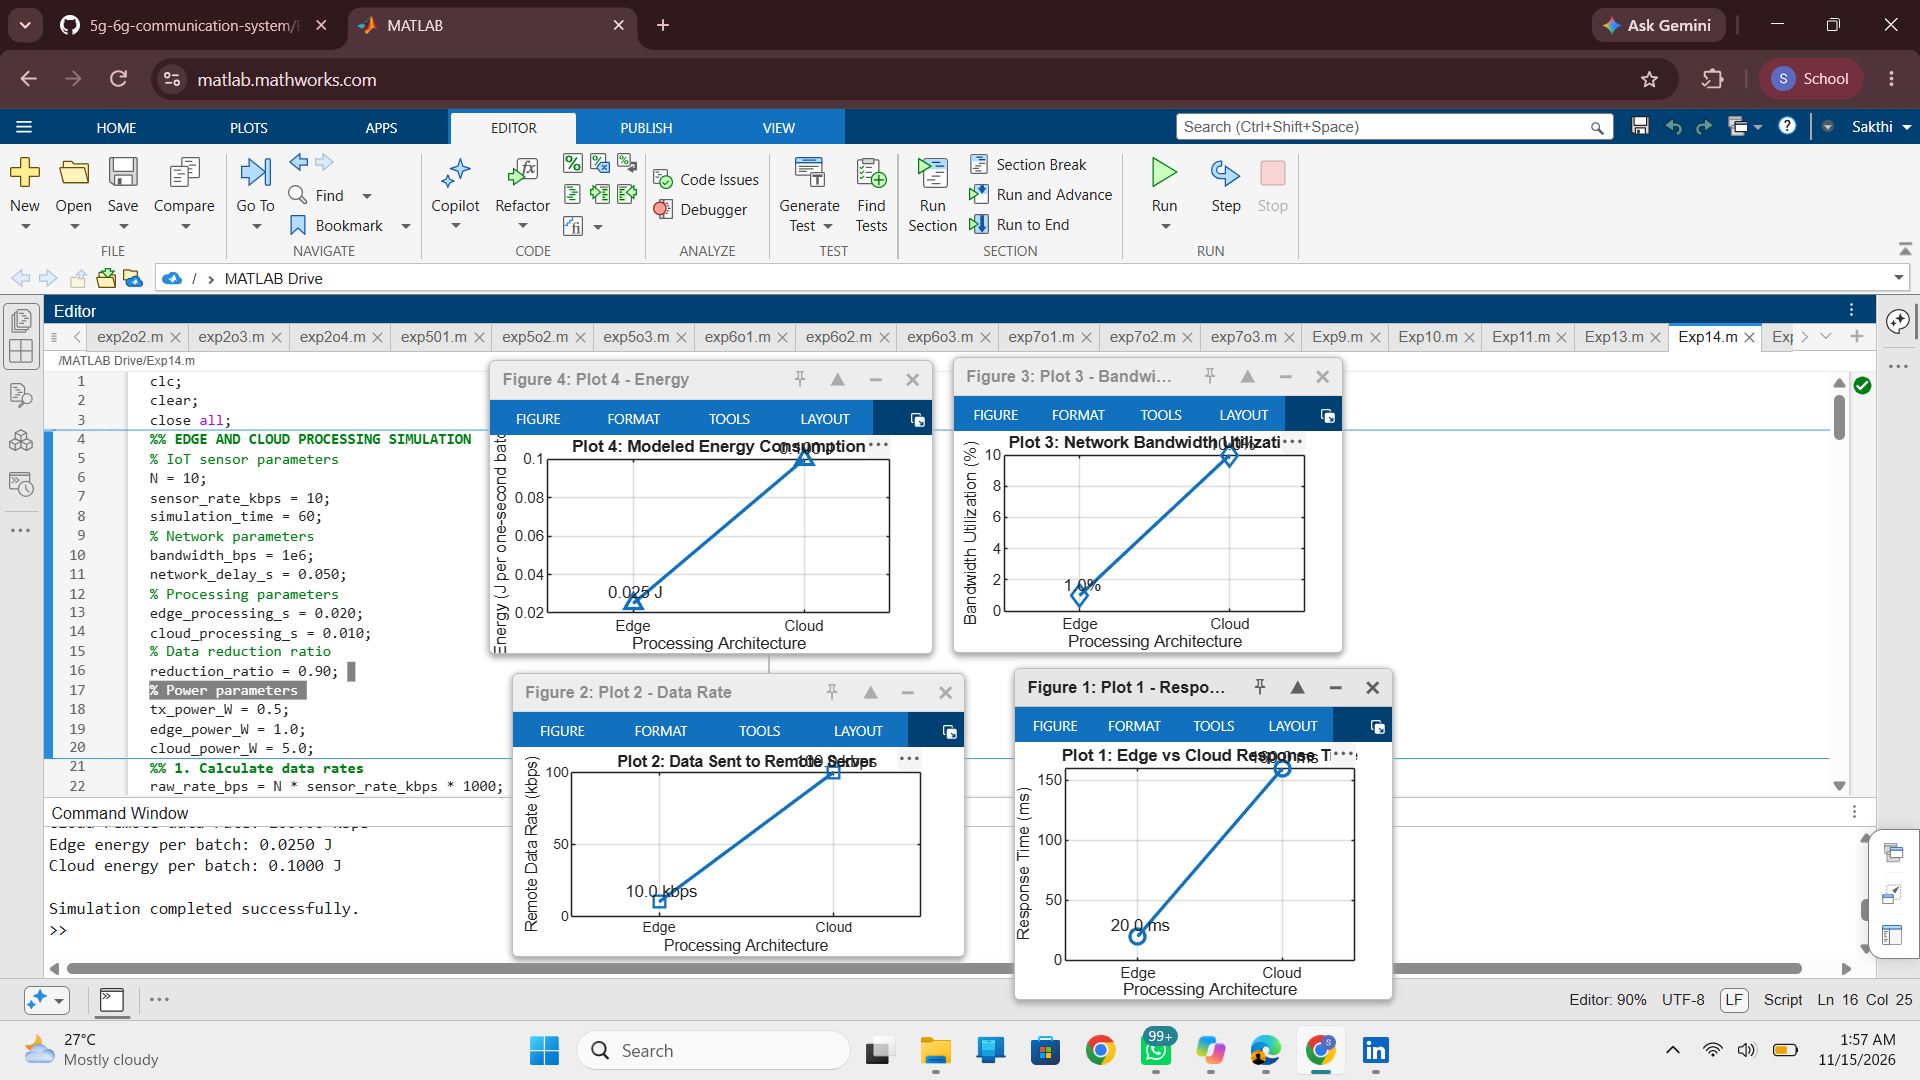 5g-6g-communication-system/
MATLAB
Ask Gemini
matlab.mathworks.com
S School
HOME PLOTS APPS EDITOR PUBLISH VIEW
Search (Ctrl+Shift+Space)
Sakthi
New Open Save Compare Go To Find Bookmark Copilot Refactor Code Issues Debugger Generate Test Find Tests Run Section Section Break Run and Advance Run to End Run Step Stop
FILE NAVIGATE CODE ANALYZE TEST SECTION RUN
/ › MATLAB Drive
Editor
exp2o2.m exp2o3.m exp2o4.m exp501.m exp5o2.m exp5o3.m exp6o1.m exp6o2.m exp6o3.m exp7o1.m exp7o2.m exp7o3.m Exp9.m Exp10.m Exp11.m Exp13.m Exp14.m Exp
/MATLAB Drive/Exp14.m
1 clc;
2 clear;
3 close all;
4 %% EDGE AND CLOUD PROCESSING SIMULATION
5 % IoT sensor parameters
6 N = 10;
7 sensor_rate_kbps = 10;
8 simulation_time = 60;
9 % Network parameters
10 bandwidth_bps = 1e6;
11 network_delay_s = 0.050;
12 % Processing parameters
13 edge_processing_s = 0.020;
14 cloud_processing_s = 0.010;
15 % Data reduction ratio
16 reduction_ratio = 0.90;
17 % Power parameters
18 tx_power_W = 0.5;
19 edge_power_W = 1.0;
20 cloud_power_W = 5.0;
21 %% 1. Calculate data rates
22 raw_rate_bps = N * sensor_rate_kbps * 1000;
Figure 4: Plot 4 - Energy
FIGURE FORMAT TOOLS LAYOUT
Plot 4: Modeled Energy Consumption
Energy (J per one-second batc
0.1
0.08
0.06
0.04
0.02
0.025 J
Edge Cloud
Processing Architecture
Figure 3: Plot 3 - Bandwi...
FIGURE FORMAT TOOLS LAYOUT
Plot 3: Network Bandwidth Utilizati
Bandwidth Utilization (%)
10
8
6
4
2
0
1.0%
Edge Cloud
Processing Architecture
Figure 2: Plot 2 - Data Rate
FIGURE FORMAT TOOLS LAYOUT
Plot 2: Data Sent to Remote Server
Remote Data Rate (kbps)
100
50
0
10.0 kbps
100.0 kbps
Edge Cloud
Processing Architecture
Figure 1: Plot 1 - Respo...
FIGURE FORMAT TOOLS LAYOUT
Plot 1: Edge vs Cloud Response T
Response Time (ms)
150
100
50
0
20.0 ms
160.0 ms
Edge Cloud
Processing Architecture
Command Window
Edge energy per batch: 0.0250 J
Cloud energy per batch: 0.1000 J
Simulation completed successfully.
>>
Editor: 90% UTF-8 LF Script Ln 16 Col 25
27°C
Mostly cloudy
Search
99+
1:57 AM
11/15/2026